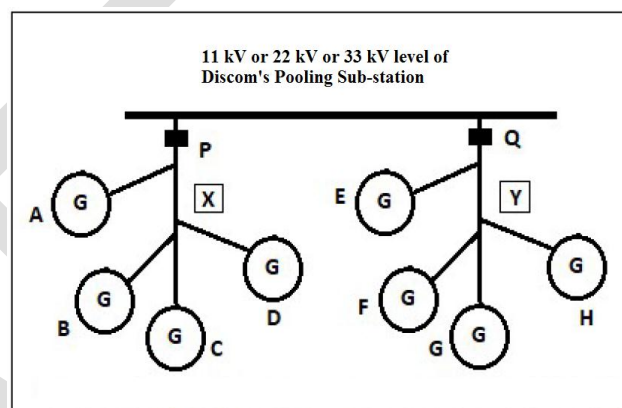 11 kV or 22 kV or 33 kV level of
Discom's Pooling Sub-station
P
Q
A
G
X
E
G
Y
B
G
C
G
D
G
F
G
G
G
H
G